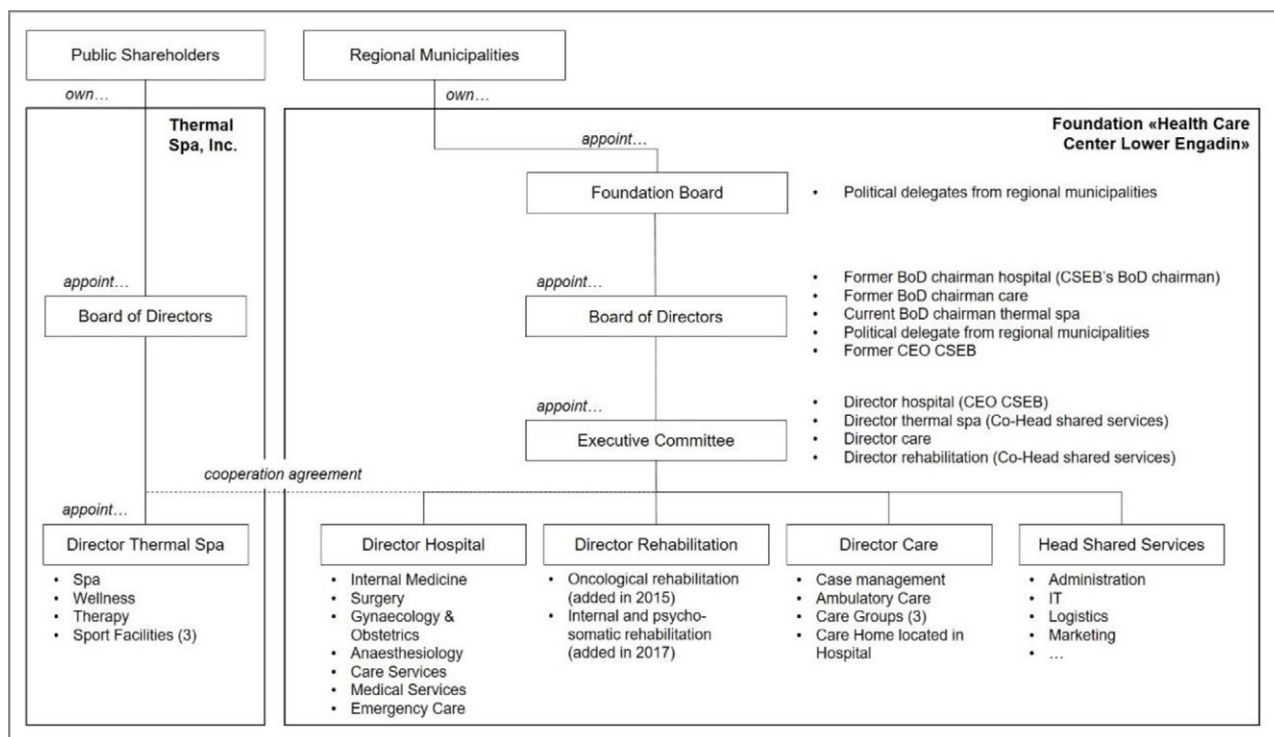 Public Shareholders
Regional Municipalities
own…
own…
Thermal
Spa, Inc.
Foundation «Health Care
Center Lower Engadin»
appoint…
Foundation Board
• Political delegates from regional municipalities
appoint…
Board of Directors
appoint…
Board of Directors
• Former BoD chairman hospital (CSEB's BoD chairman)
• Former BoD chairman care
• Current BoD chairman thermal spa
• Political delegate from regional municipalities
• Former CEO CSEB
appoint…
Executive Committee
• Director hospital (CEO CSEB)
• Director thermal spa (Co-Head shared services)
• Director care
• Director rehabilitation (Co-Head shared services)
cooperation agreement
appoint…
Director Thermal Spa
• Spa
• Wellness
• Therapy
• Sport Facilities (3)
Director Hospital
• Internal Medicine
• Surgery
• Gynaecology &
Obstetrics
• Anaesthesiology
• Care Services
• Medical Services
• Emergency Care
Director Rehabilitation
• Oncological rehabilitation
(added in 2015)
• Internal and psycho-
somatic rehabilitation
(added in 2017)
Director Care
• Case management
• Ambulatory Care
• Care Groups (3)
• Care Home located in
Hospital
Head Shared Services
• Administration
• IT
• Logistics
• Marketing
• …